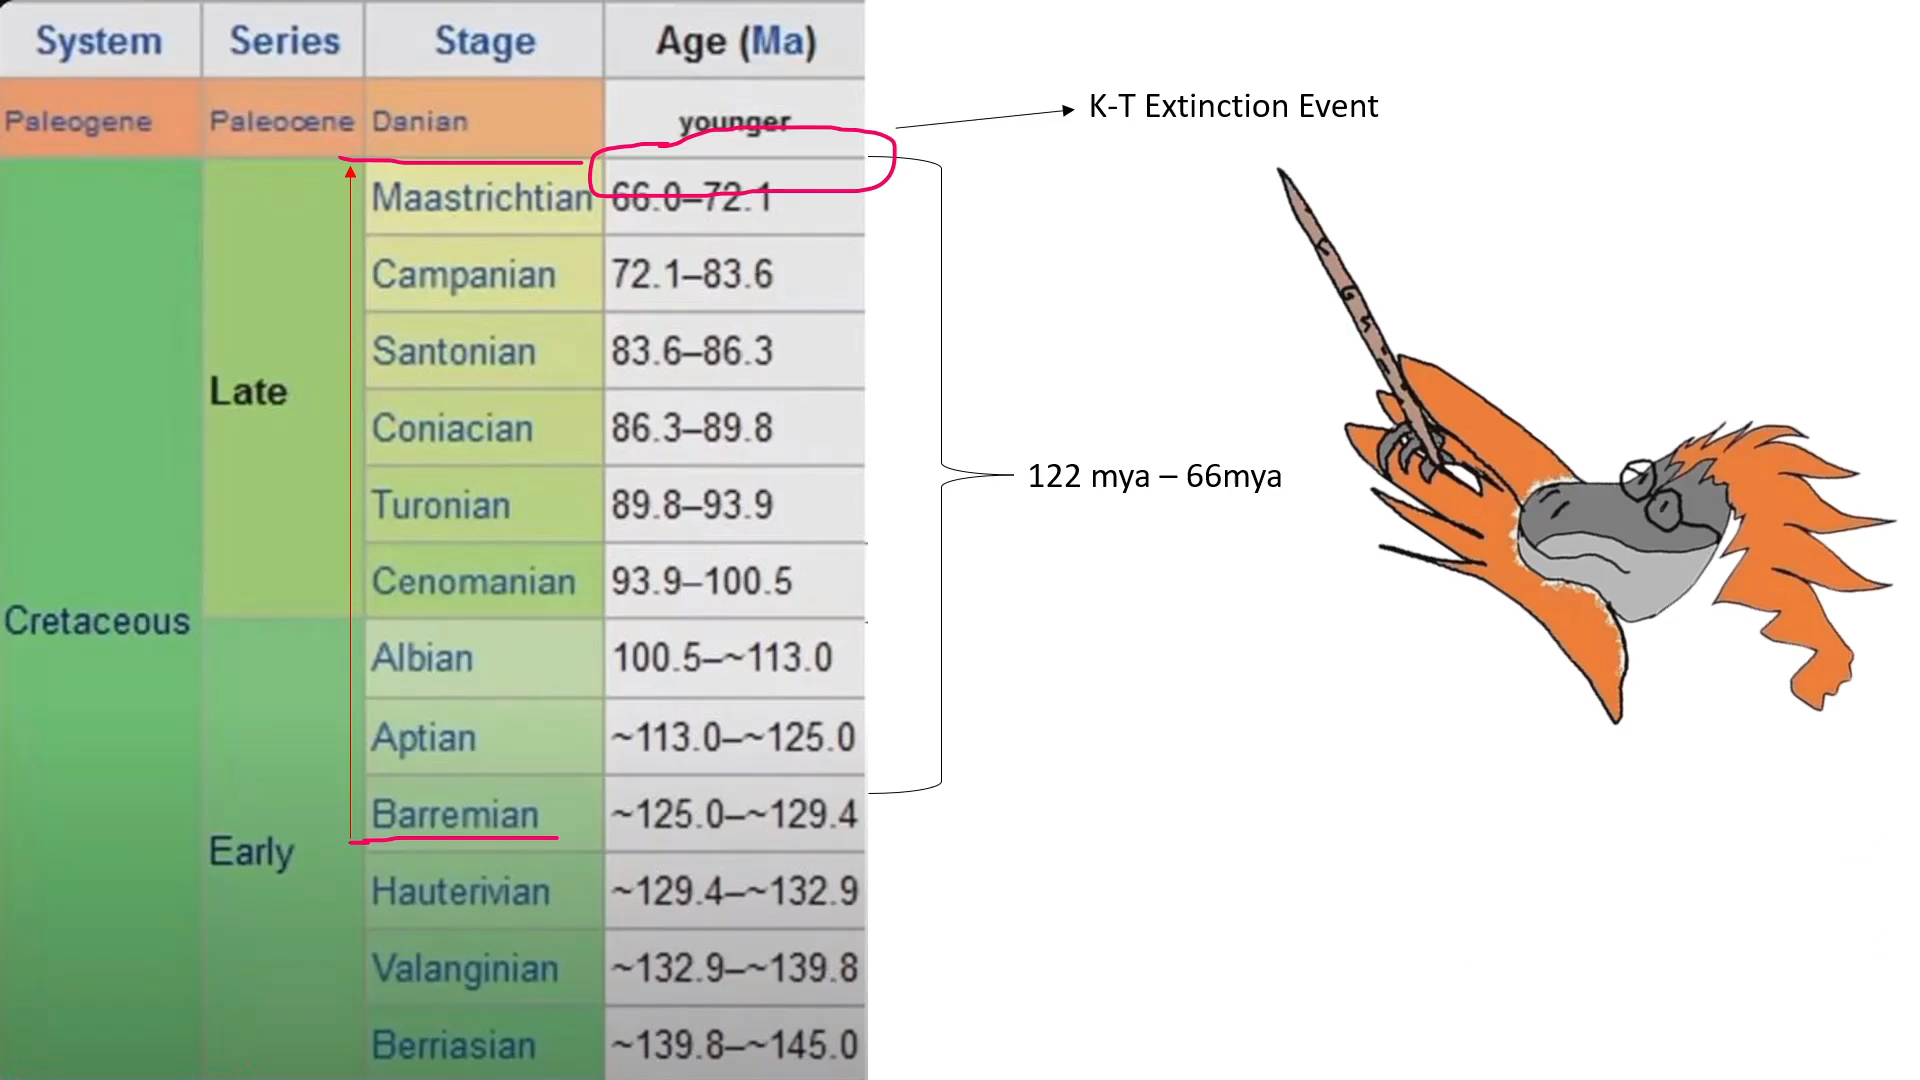 System Series Stage Age (Ma)
Paleogene Paleocene Danian younger
K-T Extinction Event
Cretaceous
Late
Maastrichtian 66.0–72.1
Campanian 72.1–83.6
Santonian 83.6–86.3
Coniacian 86.3–89.8
122 mya – 66mya
Turonian 89.8–93.9
Cenomanian 93.9–100.5
Early
Albian 100.5–~113.0
Aptian ~113.0–~125.0
Barremian ~125.0–~129.4
Hauterivian ~129.4–~132.9
Valanginian ~132.9–~139.8
Berriasian ~139.8–~145.0